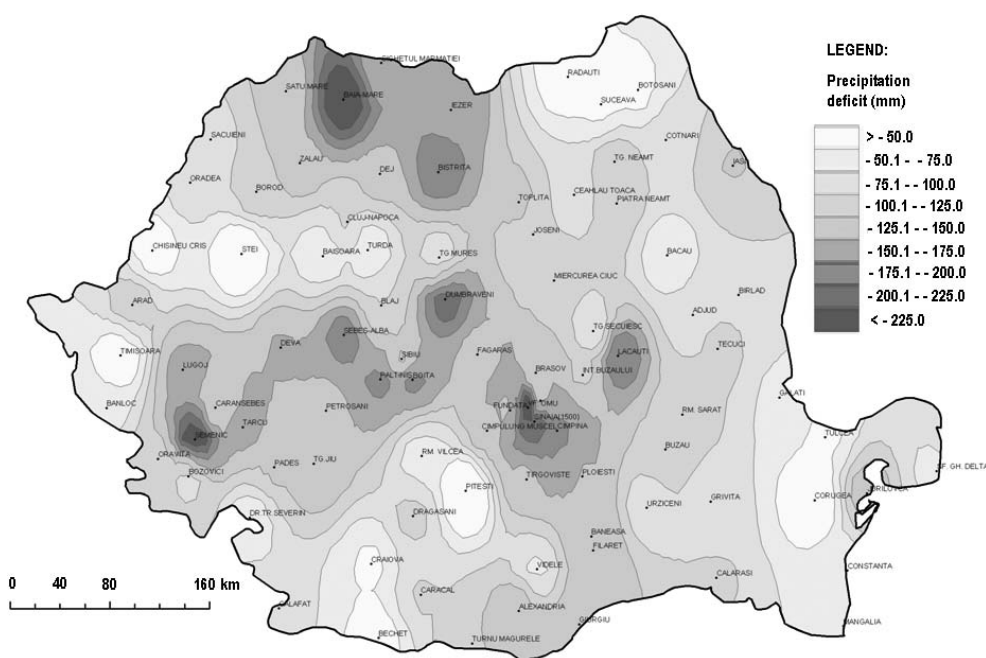 LEGEND:
Precipitation
deficit (mm)
> - 50.0
- 50.1 - - 75.0
- 75.1 - - 100.0
- 100.1 - - 125.0
- 125.1 - - 150.0
- 150.1 - - 175.0
- 175.1 - - 200.0
- 200.1 - - 225.0
< - 225.0
RADAUTI
BOTOSANI
SATU MARE
BAIA-MARE
SUCEAVA
IEZER
SACUIENI
COTNARI
ZALAU
TG. NEAMT
IASI
BISTRITA
DEJ
ORADEA
BOROD
CEAHLAU TOACA
TOPLITA
PIATRA NEAMT
CLUJ-NAPOCA
JOSENI
CHISINEU CRIS
STEI
BAISOARA
TURDA
TG MURES
BACAU
MIERCUREA CIUC
BIRLAD
ARAD
BLAJ
DUMBRAVENI
ADJUD
SEBES-ALBA
TG SECUIESC
DEVA
TECUCI
TIMISOARA
SIBIU
FAGARAS
LACAUTI
LUGOJ
BRASOV
INT.BUZAULUI
PALTINIS
BOITA
GALATI
BANLOC
CARANSEBES
PETROSANI
FUNDATA
VF. OMU
SINAIA(1500)
RM. SARAT
TARCU
CIMPULUNG MUSCEL
CIMPINA
SEMENIC
TULCEA
BUZAU
ORAVITA
RM. VILCEA
PADES
TG.JIU
BOZOVICI
TIRGOVISTE
PLOIESTI
SF. GH. DELTA
PITESTI
JURILOVCA
URZICENI
GRIVITA
CORUGEA
DR.TR.SEVERIN
DRAGASANI
BANEASA
FILARET
CRAIOVA
VIDELE
CONSTANTA
CALARASI
0 40 80 160 km
CARACAL
CALAFAT
ALEXANDRIA
GIURGIU
MANGALIA
BECHET
TURNU MAGURELE